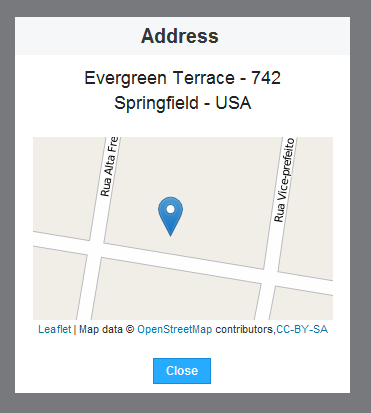 Address
Evergreen Terrace - 742
Springfield - USA
Rua Alta Fre
Rua Vice-prefeito
Leaflet | Map data © OpenStreetMap contributors,CC-BY-SA
Close